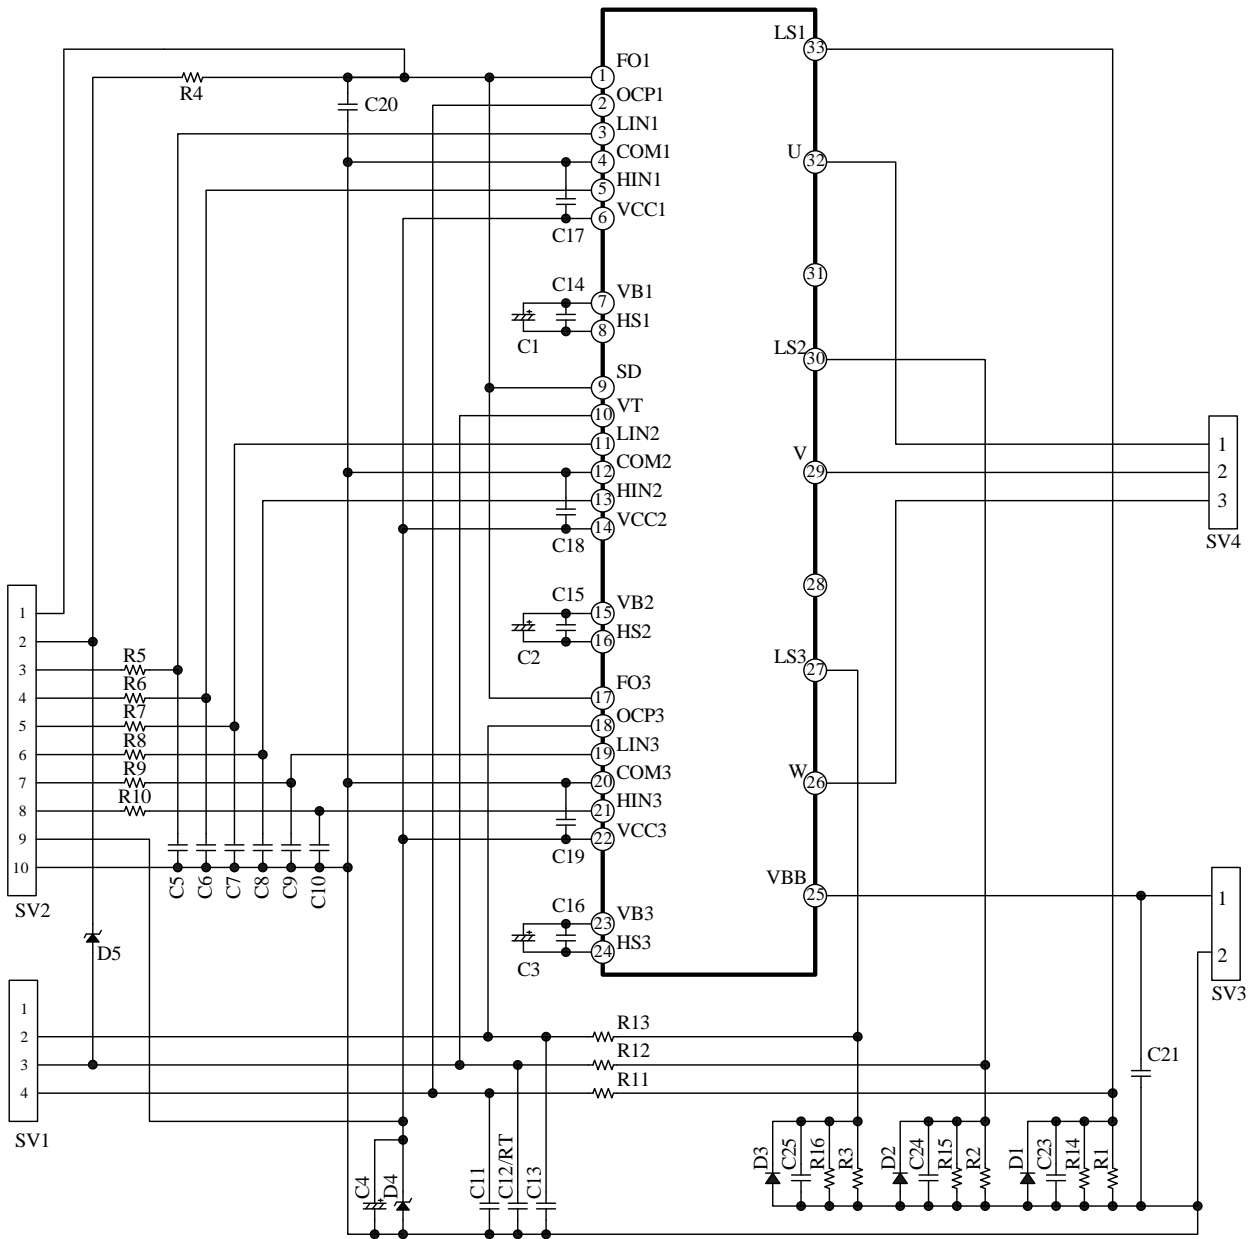 LS1
33
FO1
1
R4
C20
OCP1
2
LIN1
3
COM1
4
U
32
HIN1
5
VCC1
6
C17
31
C14
VB1
7
HS1
8
C1
LS2
30
SD
9
VT
10
LIN2
11
1
COM2
12
V
29
2
HIN2
13
3
VCC2
14
C18
SV4
28
C15
VB2
15
1
HS2
16
C2
2
R5
3
LS3
27
R6
4
FO3
17
R7
5
OCP3
18
R8
6
LIN3
19
R9
7
COM3
20
W
26
R10
8
HIN3
21
9
VCC3
22
C19
10
C5
C6
C7
C8
C9
C10
VBB
25
1
SV2
C16
VB3
23
D5
HS3
24
C3
2
SV3
1
R13
2
R12
3
C21
R11
4
SV1
C4
D4
C11
C12/RT
C13
D3
C25
R16
R3
D2
C24
R15
R2
D1
C23
R14
R1